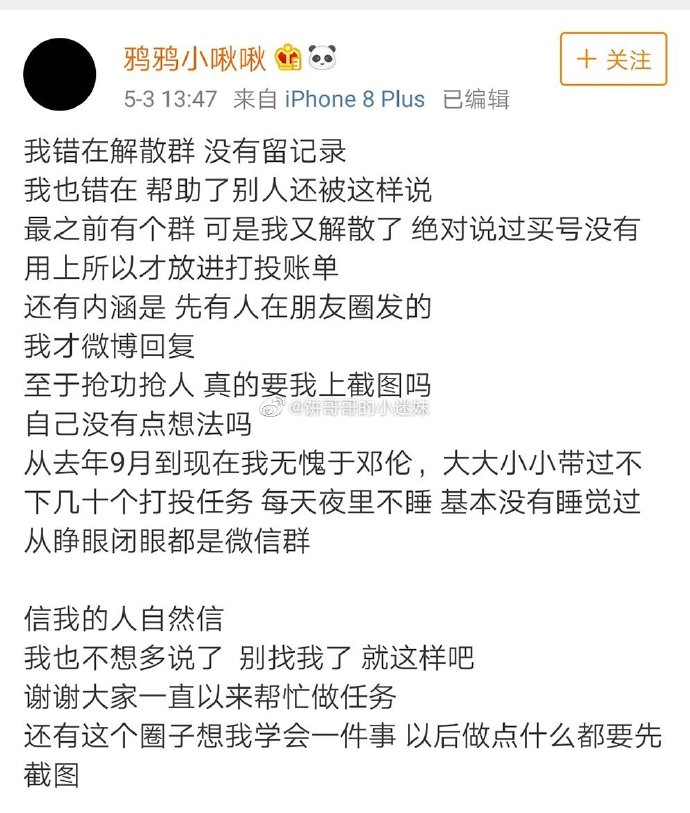 鸦鸦小啾啾
+ 关注
5-3 13:47 来自 iPhone 8 Plus 已编辑
我错在解散群 没有留记录
我也错在 帮助了别人还被这样说
最之前有个群 可是我又解散了 绝对说过买号没有
用上所以才放进打投账单
还有内涵是 先有人在朋友圈发的
我才微博回复
至于抢功抢人 真的要我上截图吗
@饼哥哥的小迷妹
自己没有点想法吗
从去年9月到现在我无愧于邓伦，大大小小带过不
下几十个打投任务 每天夜里不睡 基本没有睡觉过
从睁眼闭眼都是微信群
信我的人自然信
我也不想多说了 别找我了 就这样吧
谢谢大家一直以来帮忙做任务
还有这个圈子想我学会一件事 以后做点什么都要先
截图